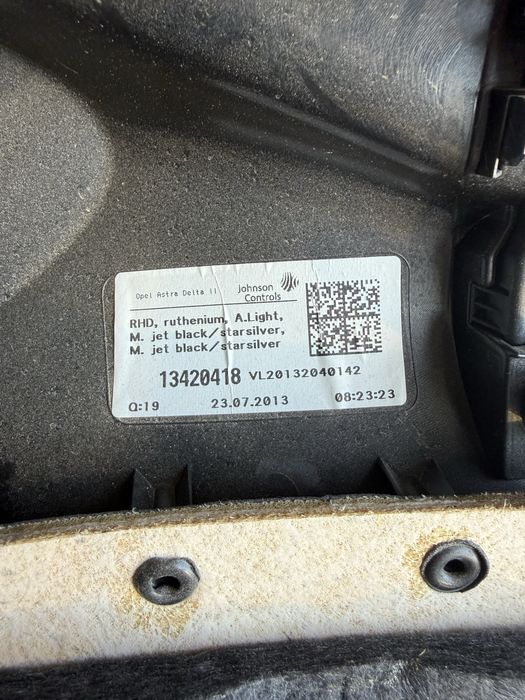 Opel Astra Delta II
Johnson
Controls
RHD, ruthenium, A.Light,
M. jet black/starsilver,
M. jet black/starsilver
13420418 VL20132040142
Q:19 23.07.2013 08:23:23